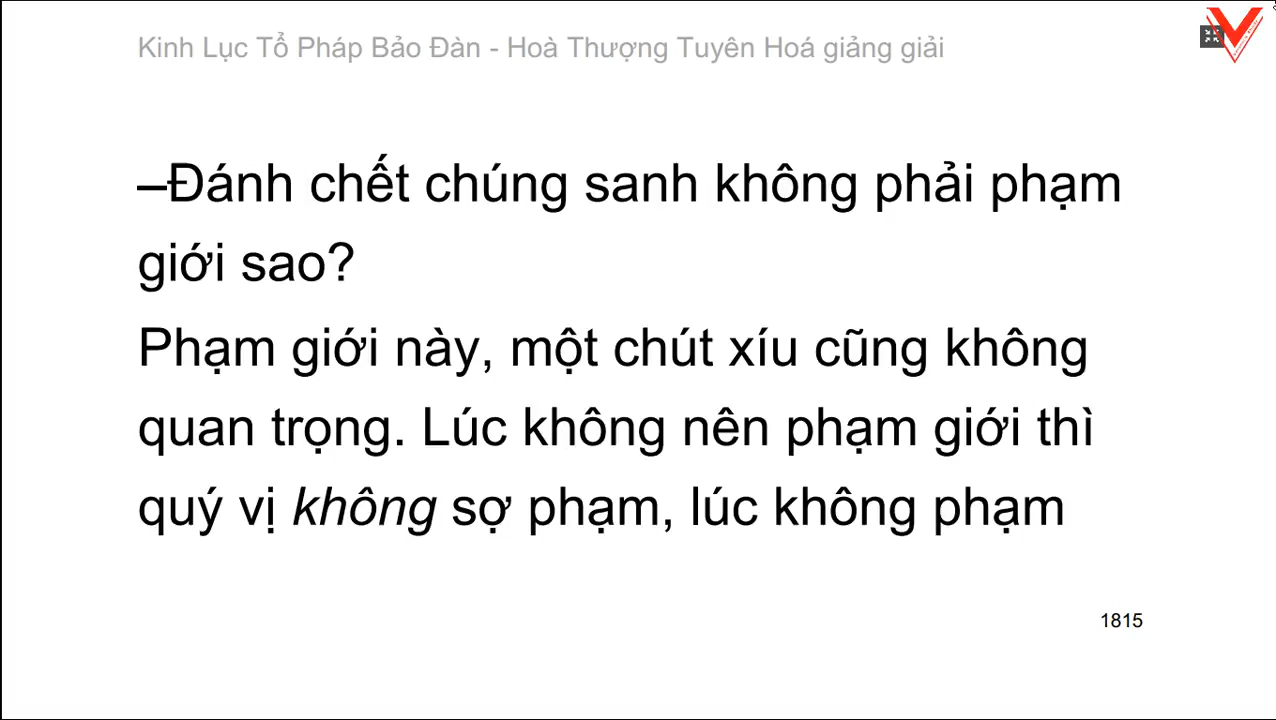 Kinh Lục Tổ Pháp Bảo Đàn - Hoà Thượng Tuyên Hoá giảng giải
–Đánh chết chúng sanh không phải phạm
giới sao?
Phạm giới này, một chút xíu cũng không
quan trọng. Lúc không nên phạm giới thì
quý vị không sợ phạm, lúc không phạm
1815